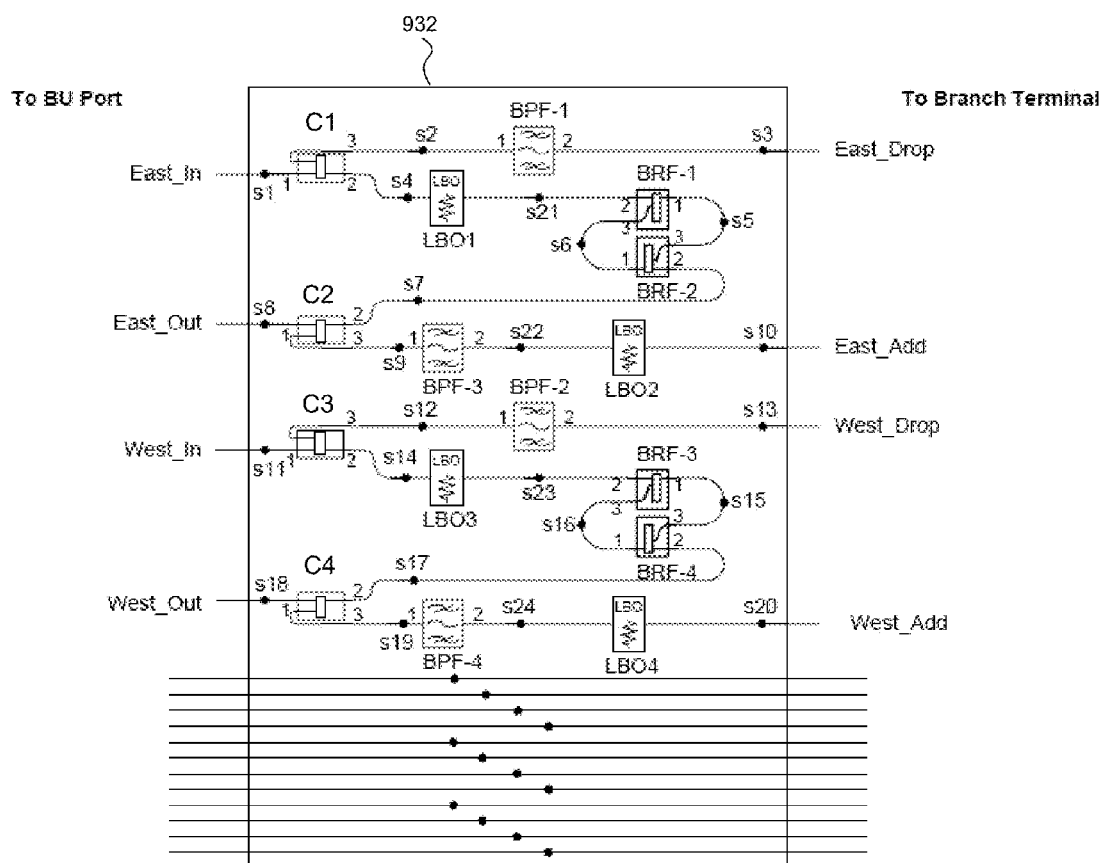 932
To BU Port
To Branch Terminal
C1
3
s2
1
BPF-1
2
s3
East_Drop
East_In
s1
1
2
s4
LBO
LBO1
s21
BRF-1
2
1
3
s5
s6
3
1
2
BRF-2
s7
C2
s8
2
East_Out
1
3
s9
1
BPF-3
2
s22
LBO
LBO2
s10
East_Add
C3
3
s12
1
BPF-2
2
s13
West_Drop
West_In
s11
1
2
s14
LBO
LBO3
s23
BRF-3
2
1
3
s15
s16
3
1
2
BRF-4
s17
C4
s18
2
West_Out
1
3
s19
1
BPF-4
2
s24
LBO
LBO4
s20
West_Add